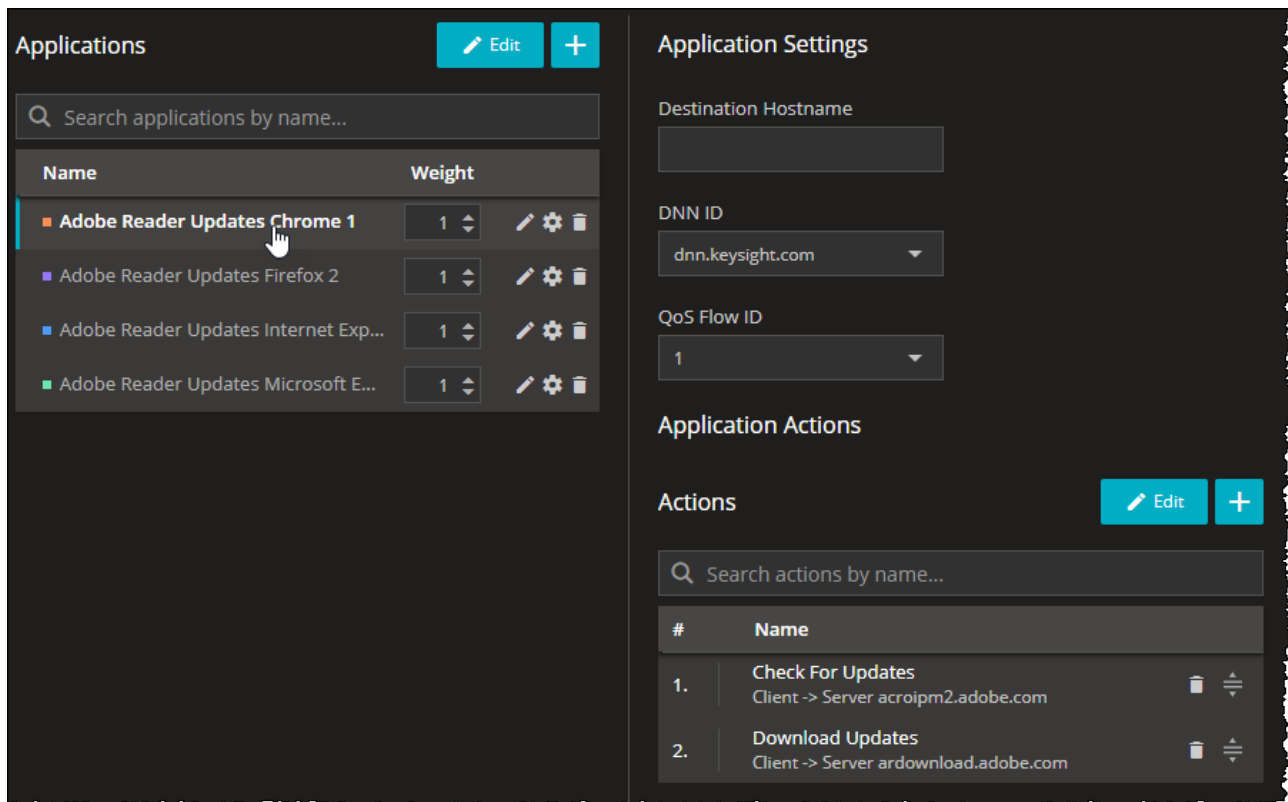 Applications
Edit
Search applications by name...
Name Weight
Adobe Reader Updates Chrome 1 1
Adobe Reader Updates Firefox 2 1
Adobe Reader Updates Internet Exp... 1
Adobe Reader Updates Microsoft E... 1
Application Settings
Destination Hostname
DNN ID
dnn.keysight.com
QoS Flow ID
1
Application Actions
Actions
Edit
Search actions by name...
# Name
1. Check For Updates
Client -> Server acroipm2.adobe.com
2. Download Updates
Client -> Server ardownload.adobe.com